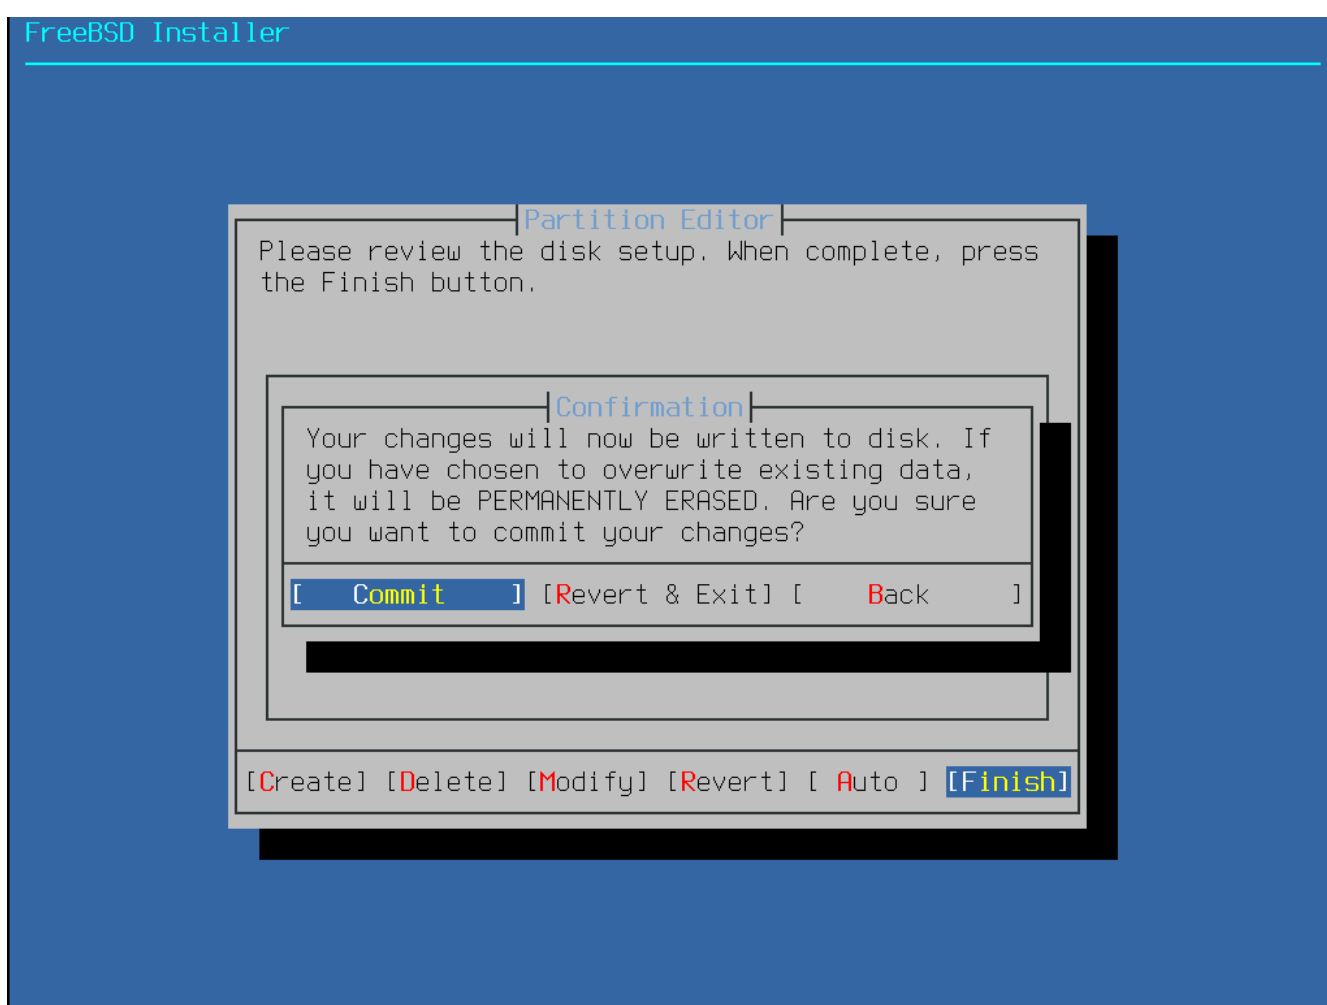 FreeBSD Installer
Partition Editor
Please review the disk setup. When complete, press
the Finish button.
Confirmation
Your changes will now be written to disk. If
you have chosen to overwrite existing data,
it will be PERMANENTLY ERASED. Are you sure
you want to commit your changes?
[ Commit ] [Revert & Exit] [ Back ]
[Create] [Delete] [Modify] [Revert] [ Auto ] [Finish]